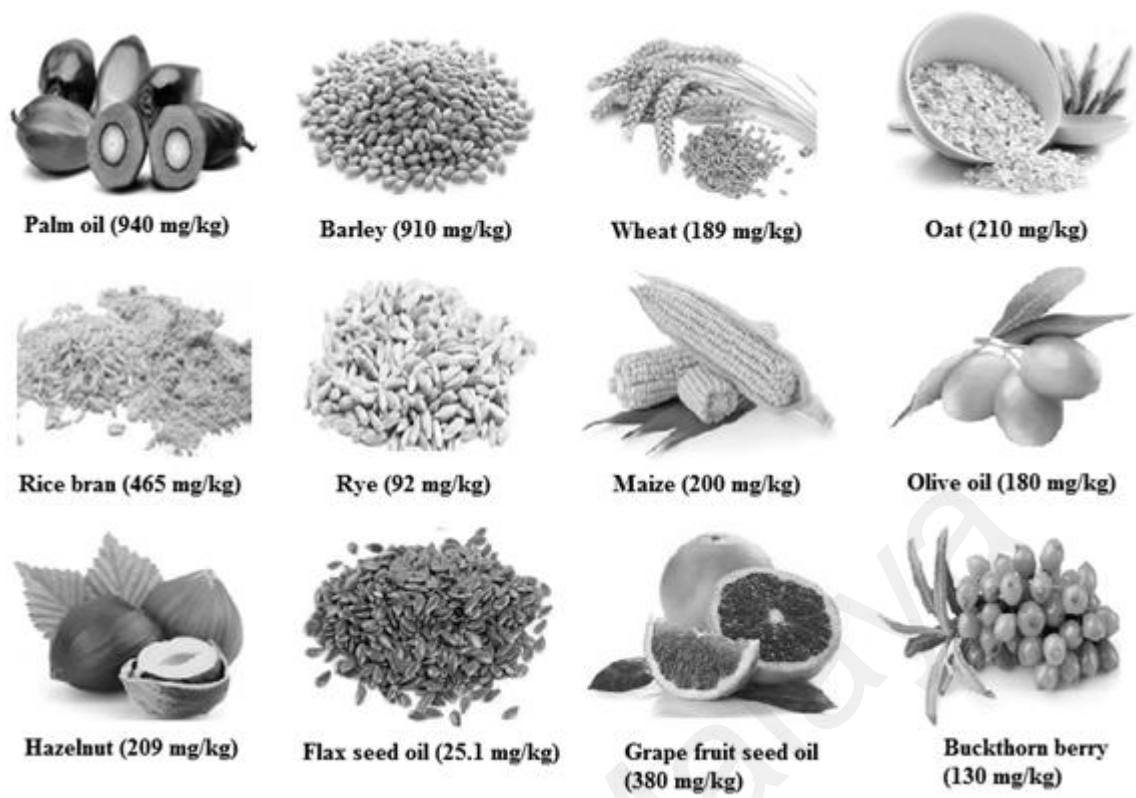 Palm oil (940 mg/kg)
Barley (910 mg/kg)
Wheat (189 mg/kg)
Oat (210 mg/kg)
Rice bran (465 mg/kg)
Rye (92 mg/kg)
Maize (200 mg/kg)
Olive oil (180 mg/kg)
Hazelnut (209 mg/kg)
Flax seed oil (25.1 mg/kg)
Grape fruit seed oil
(380 mg/kg)
Buckthorn berry
(130 mg/kg)